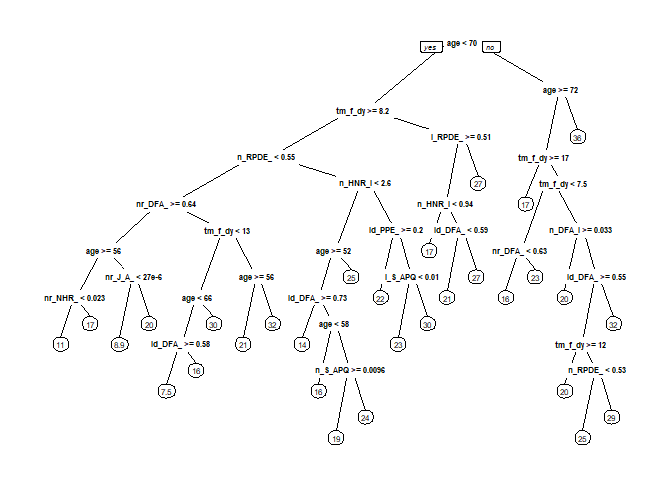 yes age < 70 no
age >= 72
tm_f_dy >= 8.2
l_RPDE_ >= 0.51
36
n_RPDE_ < 0.55
tm_f_dy >= 17
n_HNR_l < 2.6
27
tm_f_dy < 7.5
nr_DFA_ >= 0.64
n_HNR_l < 0.94
17
tm_f_dy < 13
ld_PPE_ >= 0.2
ld_DFA_ < 0.59
n_DFA_l >= 0.033
age >= 56
age >= 52
17
nr_DFA_ < 0.63
nr_J_A_ < 27e-6
age >= 56
25
l_S_APQ < 0.01
27
23
ld_DFA_ >= 0.55
nr_NHR_ < 0.023
age < 66
ld_DFA_ >= 0.73
22
21
16
20
17
20
30
32
age < 58
30
32
11
8.9
ld_DFA_ >= 0.58
21
14
23
tm_f_dy >= 12
16
n_S_APQ >= 0.0096
n_RPDE_ < 0.53
7.5
16
20
24
29
19
25